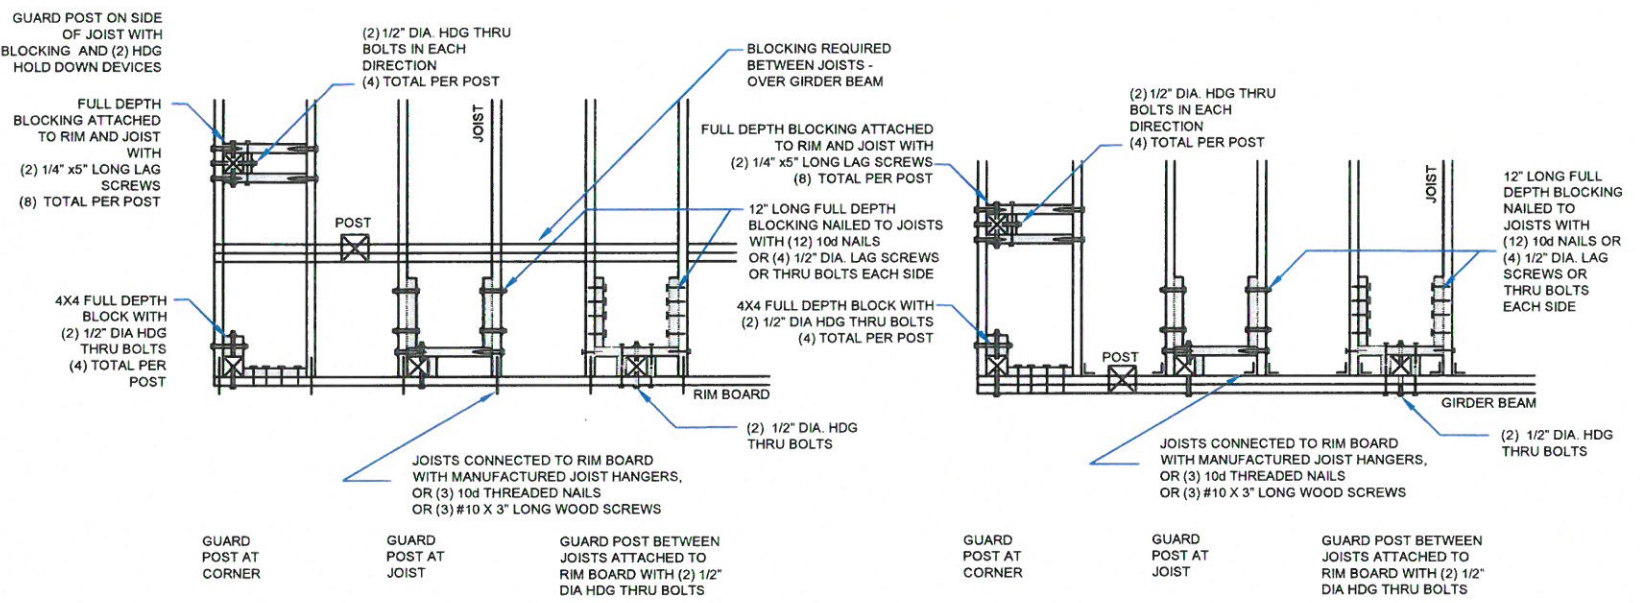 GUARD POST ON SIDE
OF JOIST WITH
BLOCKING AND (2) HDG
HOLD DOWN DEVICES
(2) 1/2" DIA. HDG THRU
BOLTS IN EACH
DIRECTION
(4) TOTAL PER POST
BLOCKING REQUIRED
BETWEEN JOISTS -
OVER GIRDER BEAM
FULL DEPTH
BLOCKING ATTACHED
TO RIM AND JOIST
WITH
(2) 1/4" x5" LONG LAG
SCREWS
(8) TOTAL PER POST
JOIST
POST
12" LONG FULL DEPTH
BLOCKING NAILED TO JOISTS
WITH (12) 10d NAILS
OR (4) 1/2" DIA. LAG SCREWS
OR THRU BOLTS EACH SIDE
4X4 FULL DEPTH
BLOCK WITH
(2) 1/2" DIA HDG
THRU BOLTS
(4) TOTAL PER
POST
RIM BOARD
(2) 1/2" DIA. HDG
THRU BOLTS
JOISTS CONNECTED TO RIM BOARD
WITH MANUFACTURED JOIST HANGERS,
OR (3) 10d THREADED NAILS
OR (3) #10 X 3" LONG WOOD SCREWS
GUARD
POST AT
CORNER
GUARD
POST AT
JOIST
GUARD POST BETWEEN
JOISTS ATTACHED TO
RIM BOARD WITH (2) 1/2"
DIA HDG THRU BOLTS
(2) 1/2" DIA. HDG THRU
BOLTS IN EACH
DIRECTION
(4) TOTAL PER POST
FULL DEPTH BLOCKING ATTACHED
TO RIM AND JOIST WITH
(2) 1/4" x5" LONG LAG SCREWS
(8) TOTAL PER POST
JOIST
12" LONG FULL
DEPTH BLOCKING
NAILED TO
JOISTS WITH
(12) 10d NAILS OR
(4) 1/2" DIA. LAG
SCREWS OR
THRU BOLTS
EACH SIDE
4X4 FULL DEPTH BLOCK WITH
(2) 1/2" DIA HDG THRU BOLTS
(4) TOTAL PER POST
POST
GIRDER BEAM
(2) 1/2" DIA. HDG
THRU BOLTS
JOISTS CONNECTED TO RIM BOARD
WITH MANUFACTURED JOIST HANGERS,
OR (3) 10d THREADED NAILS
OR (3) #10 X 3" LONG WOOD SCREWS
GUARD
POST AT
CORNER
GUARD
POST AT
JOIST
GUARD POST BETWEEN
JOISTS ATTACHED TO
RIM BOARD WITH (2) 1/2"
DIA HDG THRU BOLTS